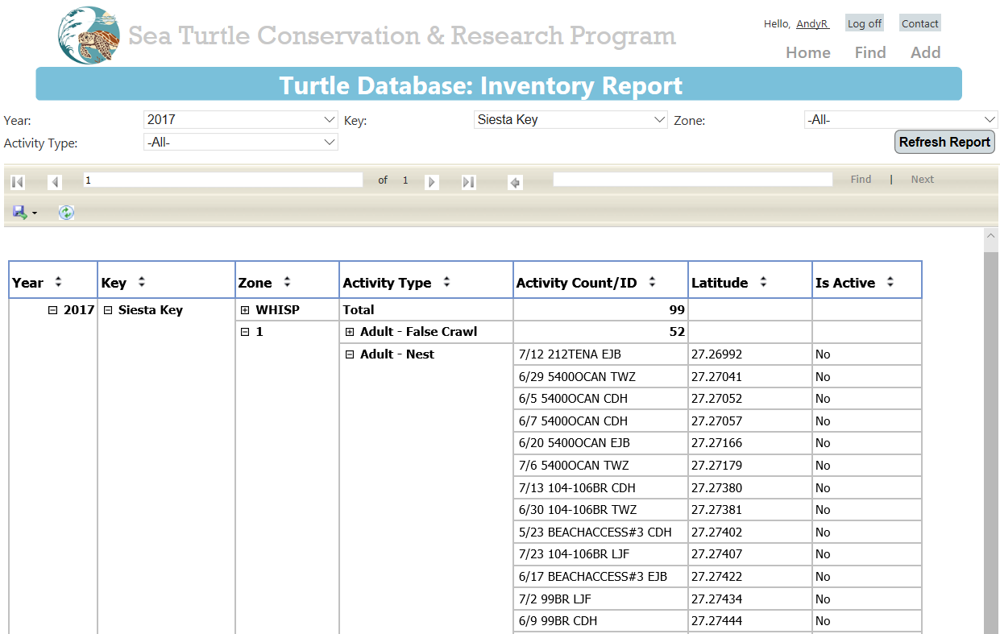 Sea Turtle Conservation & Research Program
Hello, AndyR Log off Contact
Home Find Add
Turtle Database: Inventory Report
Year: 2017 Key: Siesta Key Zone: -All-
Activity Type: -All- Refresh Report
1 of 1 Find | Next
Year Key Zone Activity Type Activity Count/ID Latitude Is Active
2017 Siesta Key WHISP Total 99
1 Adult - False Crawl 52
Adult - Nest 7/12 212TENA EJB 27.26992 No
6/29 5400OCAN TWZ 27.27041 No
6/5 5400OCAN CDH 27.27052 No
6/7 5400OCAN CDH 27.27057 No
6/20 5400OCAN EJB 27.27166 No
7/6 5400OCAN TWZ 27.27179 No
7/13 104-106BR CDH 27.27380 No
6/30 104-106BR TWZ 27.27381 No
5/23 BEACHACCESS#3 CDH 27.27402 No
7/23 104-106BR LJF 27.27407 No
6/17 BEACHACCESS#3 EJB 27.27422 No
7/2 99BR LJF 27.27434 No
6/9 99BR CDH 27.27444 No